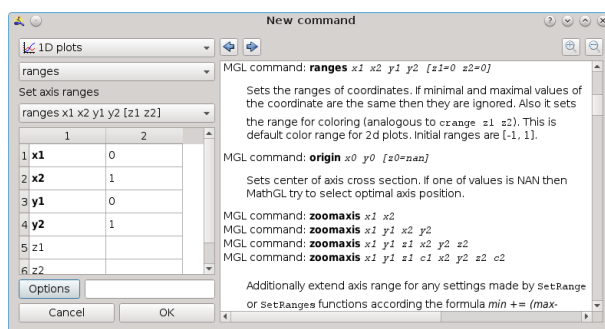 New command
1D plots
ranges
Set axis ranges
ranges x1 x2 y1 y2 [z1 z2]
1 2
1 x1 0
2 x2 1
3 y1 0
4 y2 1
5 z1
6 z2
Options
Cancel OK
MGL command: ranges x1 x2 y1 y2 [z1=0 z2=0]
Sets the ranges of coordinates. If minimal and maximal values of
the coordinate are the same then they are ignored. Also it sets
the range for coloring (analogous to crange z1 z2). This is
default color range for 2d plots. Initial ranges are [-1, 1].
MGL command: origin x0 y0 [z0=nan]
Sets center of axis cross section. If one of values is NAN then
MathGL try to select optimal axis position.
MGL command: zoomaxis x1 x2
MGL command: zoomaxis x1 y1 x2 y2
MGL command: zoomaxis x1 y1 z1 x2 y2 z2
MGL command: zoomaxis x1 y1 z1 c1 x2 y2 z2 c2
Additionally extend axis range for any settings made by SetRange
or SetRanges functions according the formula min += (max-